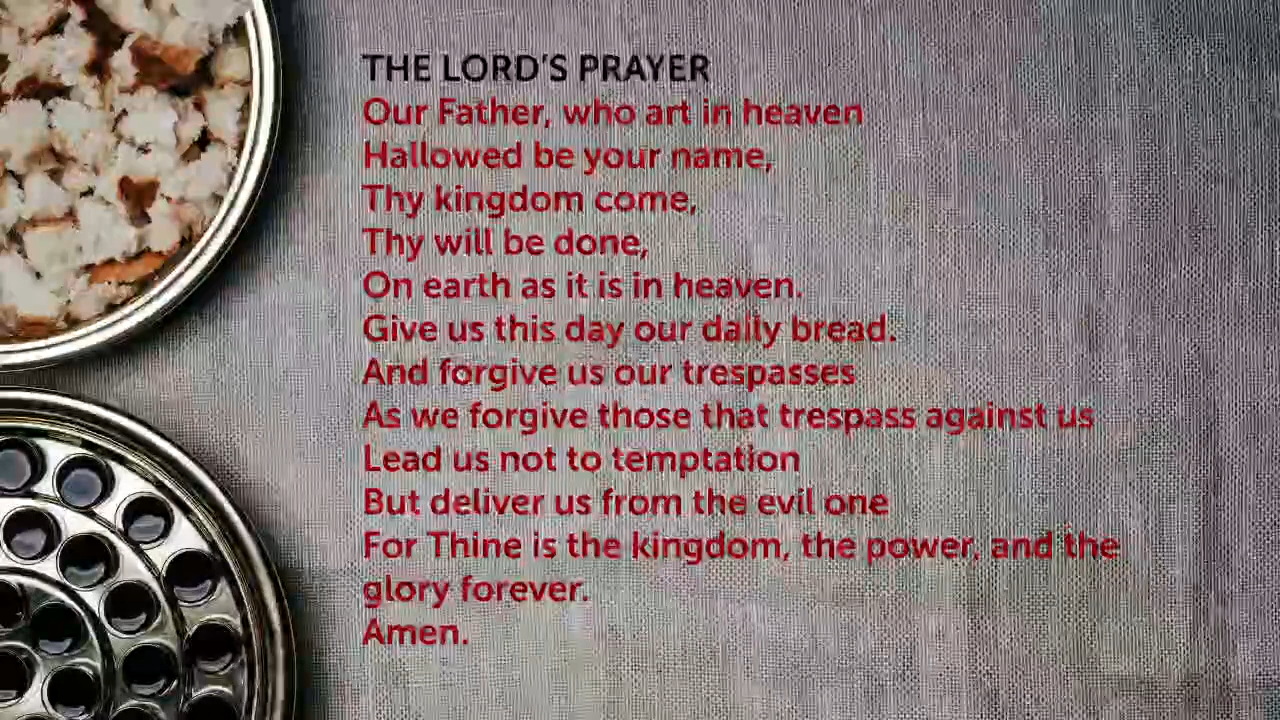 THE LORD'S PRAYER
Our Father, who art in heaven
Hallowed be your name,
Thy kingdom come,
Thy will be done,
On earth as it is in heaven.
Give us this day our daily bread.
And forgive us our trespasses
As we forgive those that trespass against us
Lead us not to temptation
But deliver us from the evil one
For Thine is the kingdom, the power, and the
glory forever.
Amen.